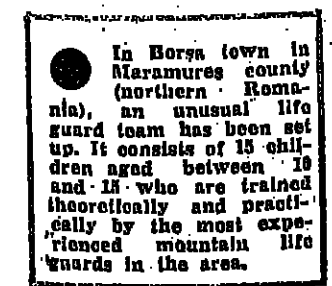 In Borsa town in
Maramures county
(northern Roma-
nia), an unusual life
guard team has been set
up. It consists of 15 chil-
dren aged between 10
and 15 who are trained
theoretically and practi-
cally by the most expe-
rienced mountain life
guards in the area.